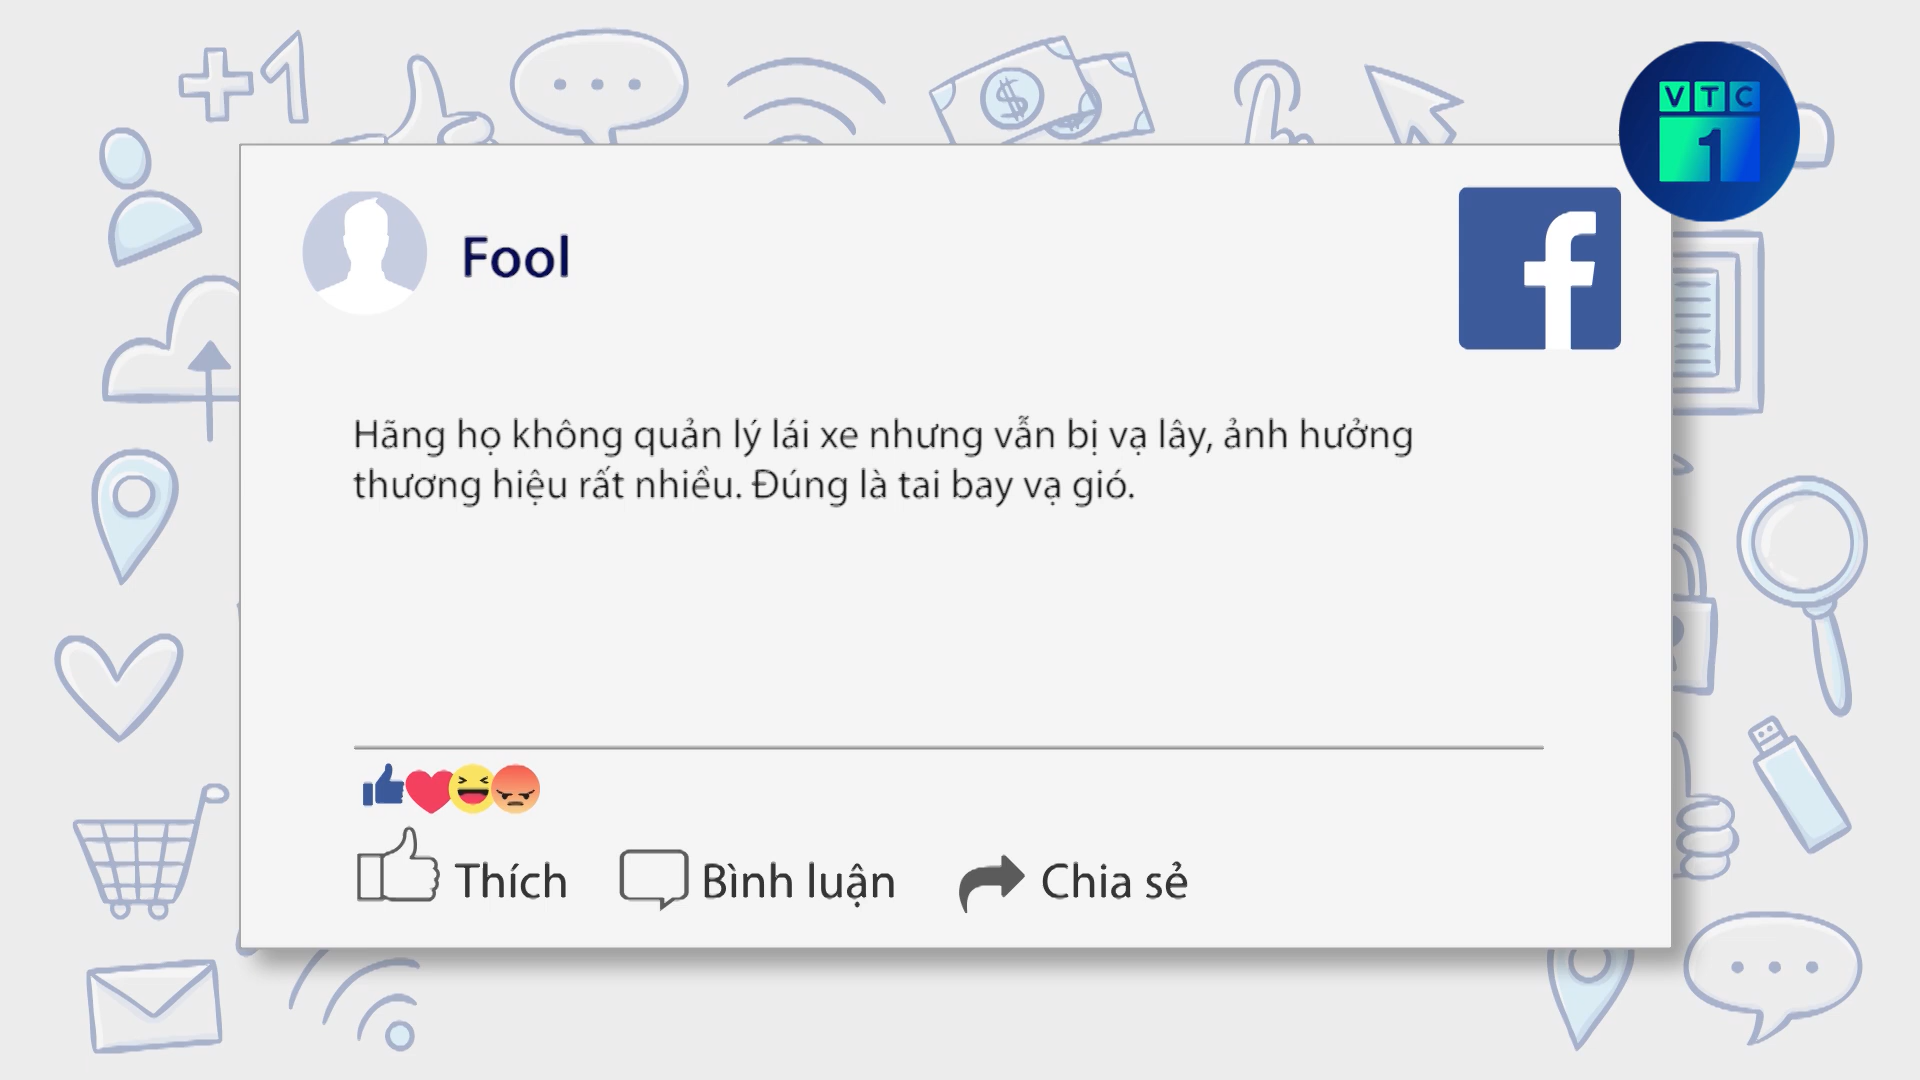 +1
VTC
1
Fool
Hãng họ không quản lý lái xe nhưng vẫn bị vạ lây, ảnh hưởng
thương hiệu rất nhiều. Đúng là tai bay vạ gió.
Thích Bình luận Chia sẻ